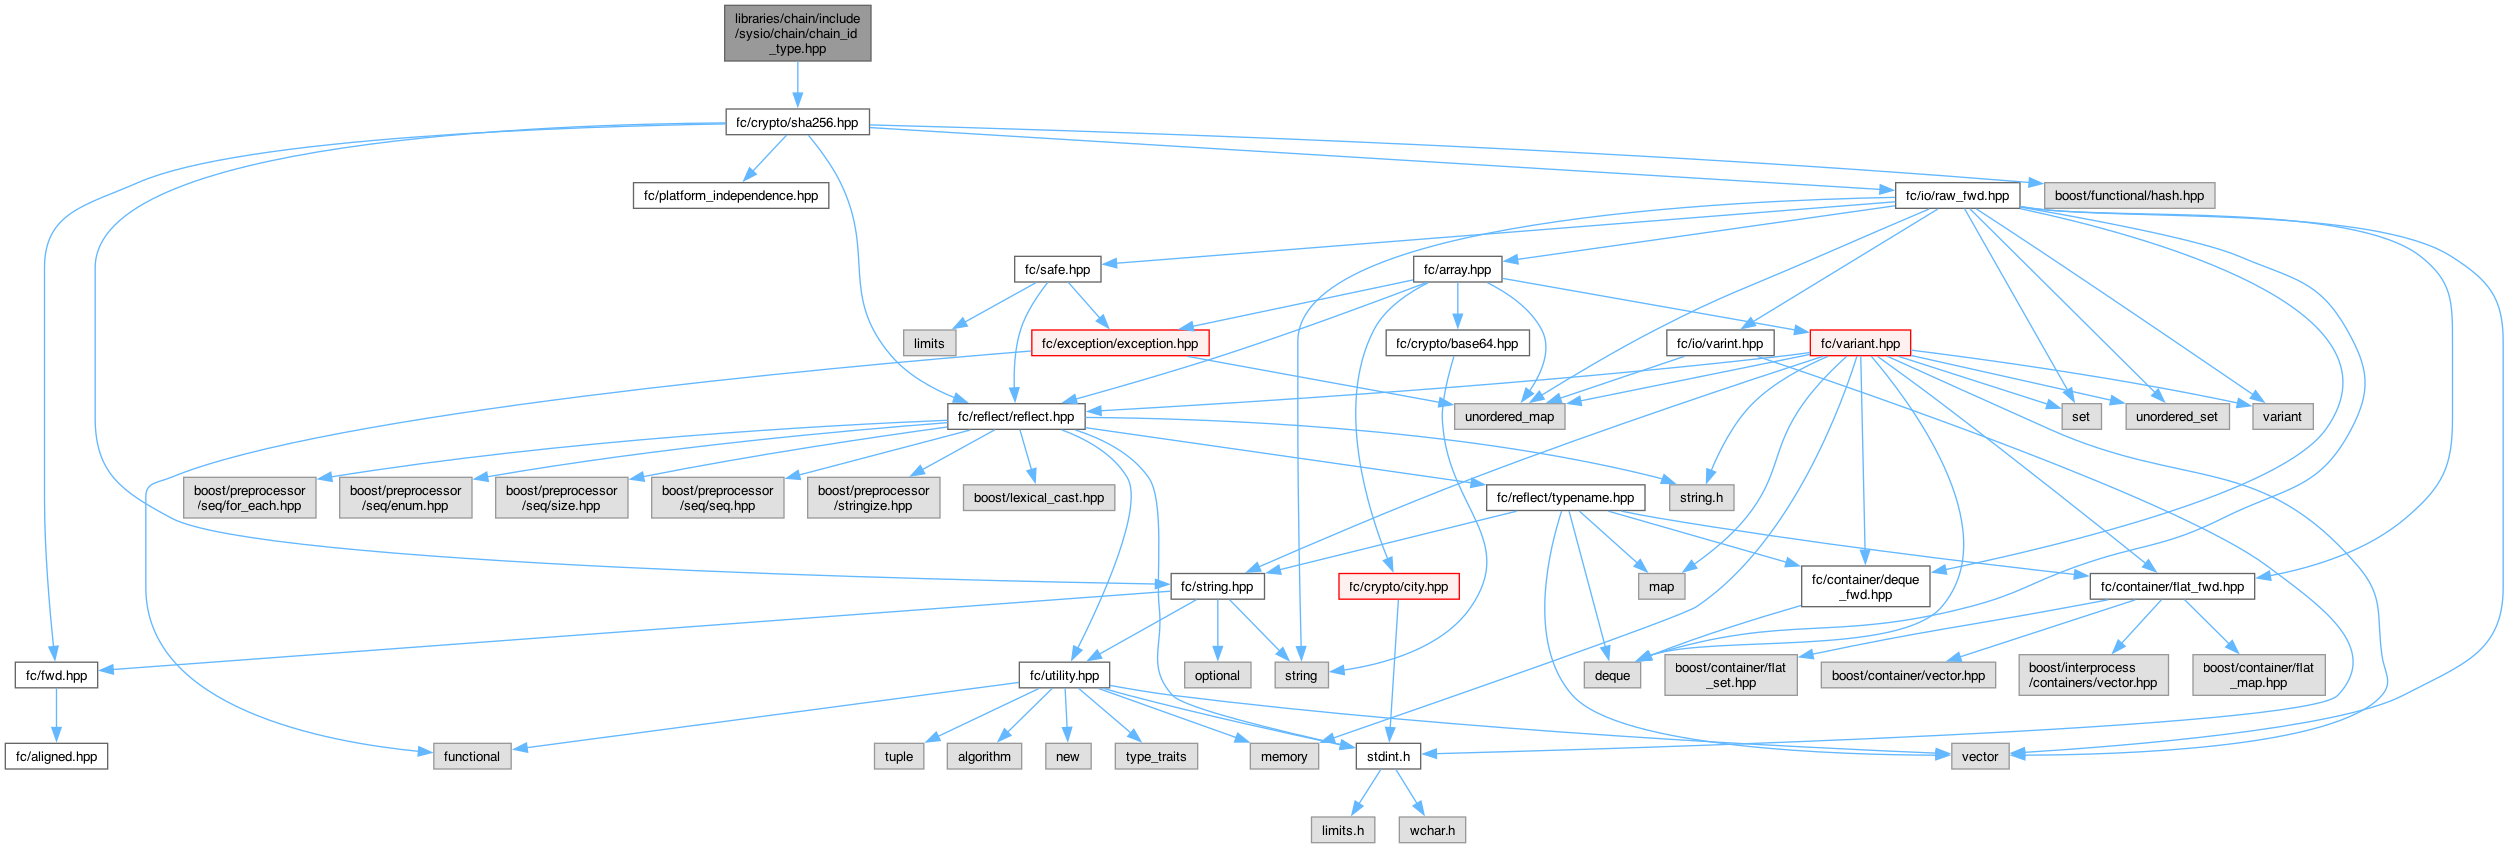 libraries/chain/include
/sysio/chain/chain_id
_type.hpp
fc/crypto/sha256.hpp
fc/platform_independence.hpp
fc/io/raw_fwd.hpp
boost/functional/hash.hpp
fc/safe.hpp
fc/array.hpp
limits
fc/exception/exception.hpp
fc/crypto/base64.hpp
fc/io/varint.hpp
fc/variant.hpp
fc/reflect/reflect.hpp
unordered_map
set
unordered_set
variant
boost/preprocessor
/seq/for_each.hpp
boost/preprocessor
/seq/enum.hpp
boost/preprocessor
/seq/size.hpp
boost/preprocessor
/seq/seq.hpp
boost/preprocessor
/stringize.hpp
boost/lexical_cast.hpp
fc/reflect/typename.hpp
string.h
fc/string.hpp
fc/crypto/city.hpp
map
fc/container/deque
_fwd.hpp
fc/container/flat_fwd.hpp
fc/fwd.hpp
fc/utility.hpp
optional
string
deque
boost/container/flat
_set.hpp
boost/container/vector.hpp
boost/interprocess
/containers/vector.hpp
boost/container/flat
_map.hpp
fc/aligned.hpp
functional
tuple
algorithm
new
type_traits
memory
stdint.h
vector
limits.h
wchar.h